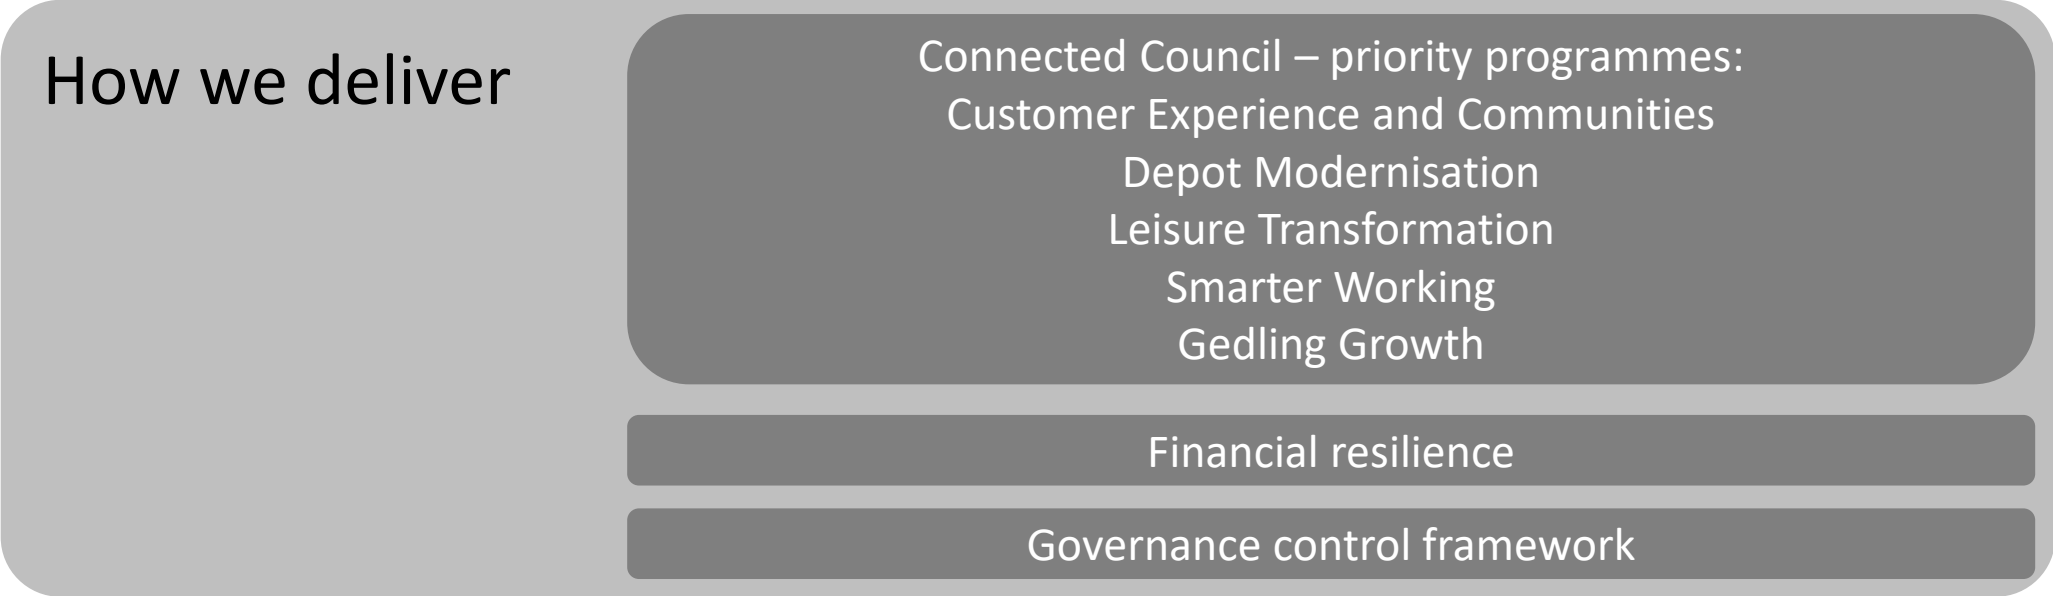 How we deliver
Connected Council – priority programmes:
Customer Experience and Communities
Depot Modernisation
Leisure Transformation
Smarter Working
Gedling Growth
Financial resilience
Governance control framework